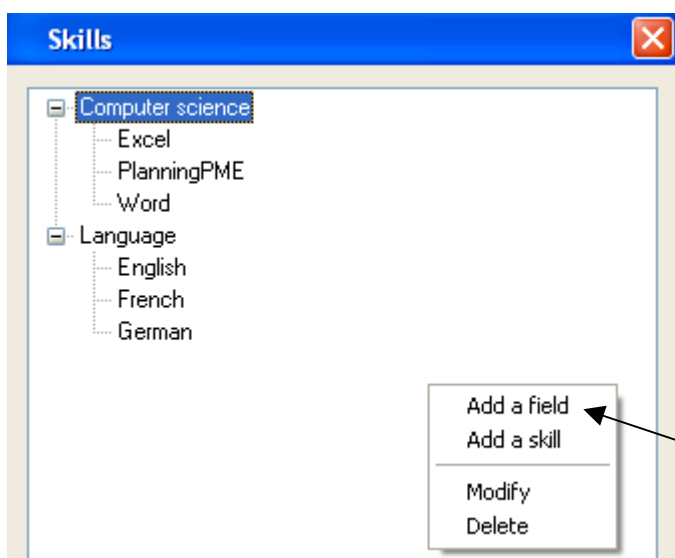 Skills
Computer science
Excel
PlanningPME
Word
Language
English
French
German
Add a field
Add a skill
Modify
Delete